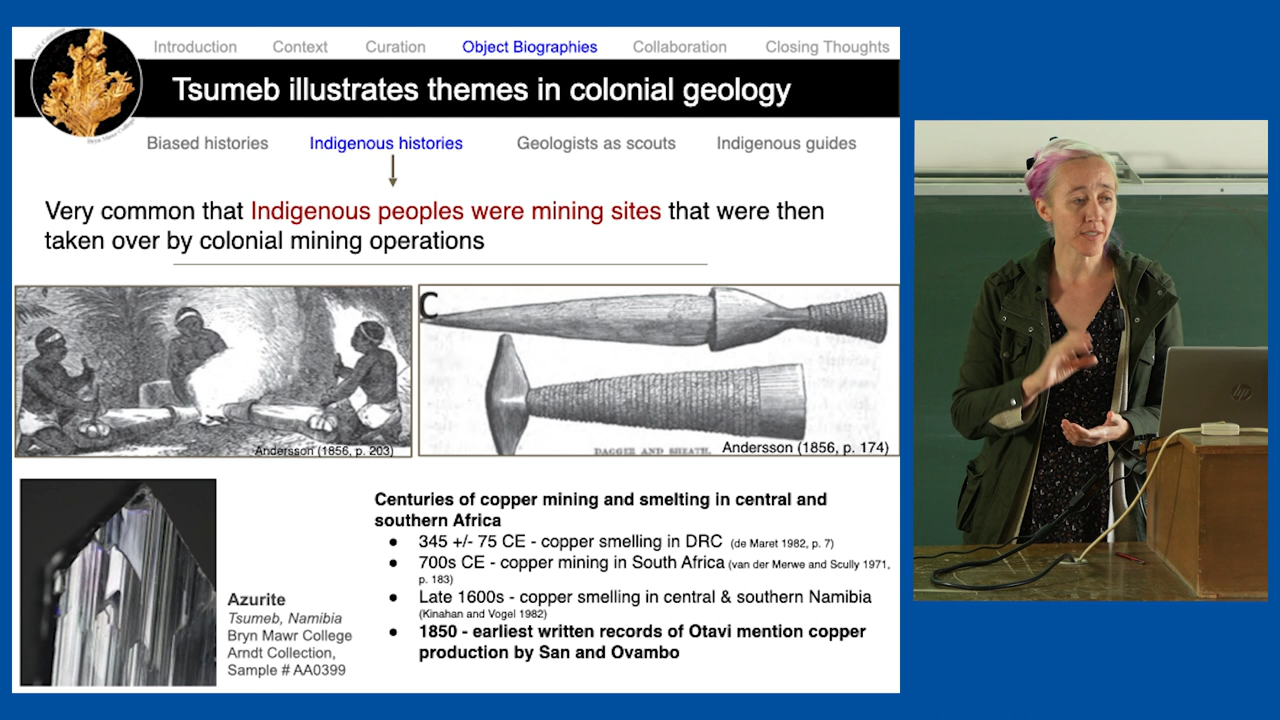 Introduction Context Curation Object Biographies Collaboration Closing Thoughts
Tsumeb illustrates themes in colonial geology
Biased histories Indigenous histories Geologists as scouts Indigenous guides
Very common that Indigenous peoples were mining sites that were then
taken over by colonial mining operations
C
Andersson (1856, p. 203)
DAGGER AND SHEATH.
Andersson (1856, p. 174)
Azurite
Tsumeb, Namibia
Bryn Mawr College
Arndt Collection,
Sample # AA0399
Centuries of copper mining and smelting in central and
southern Africa
● 345 +/- 75 CE - copper smelling in DRC (de Maret 1982, p. 7)
● 700s CE - copper mining in South Africa (van der Merwe and Scully 1971,
p. 183)
● Late 1600s - copper smelling in central & southern Namibia
(Kinahan and Vogel 1982)
● 1850 - earliest written records of Otavi mention copper
production by San and Ovambo
hp